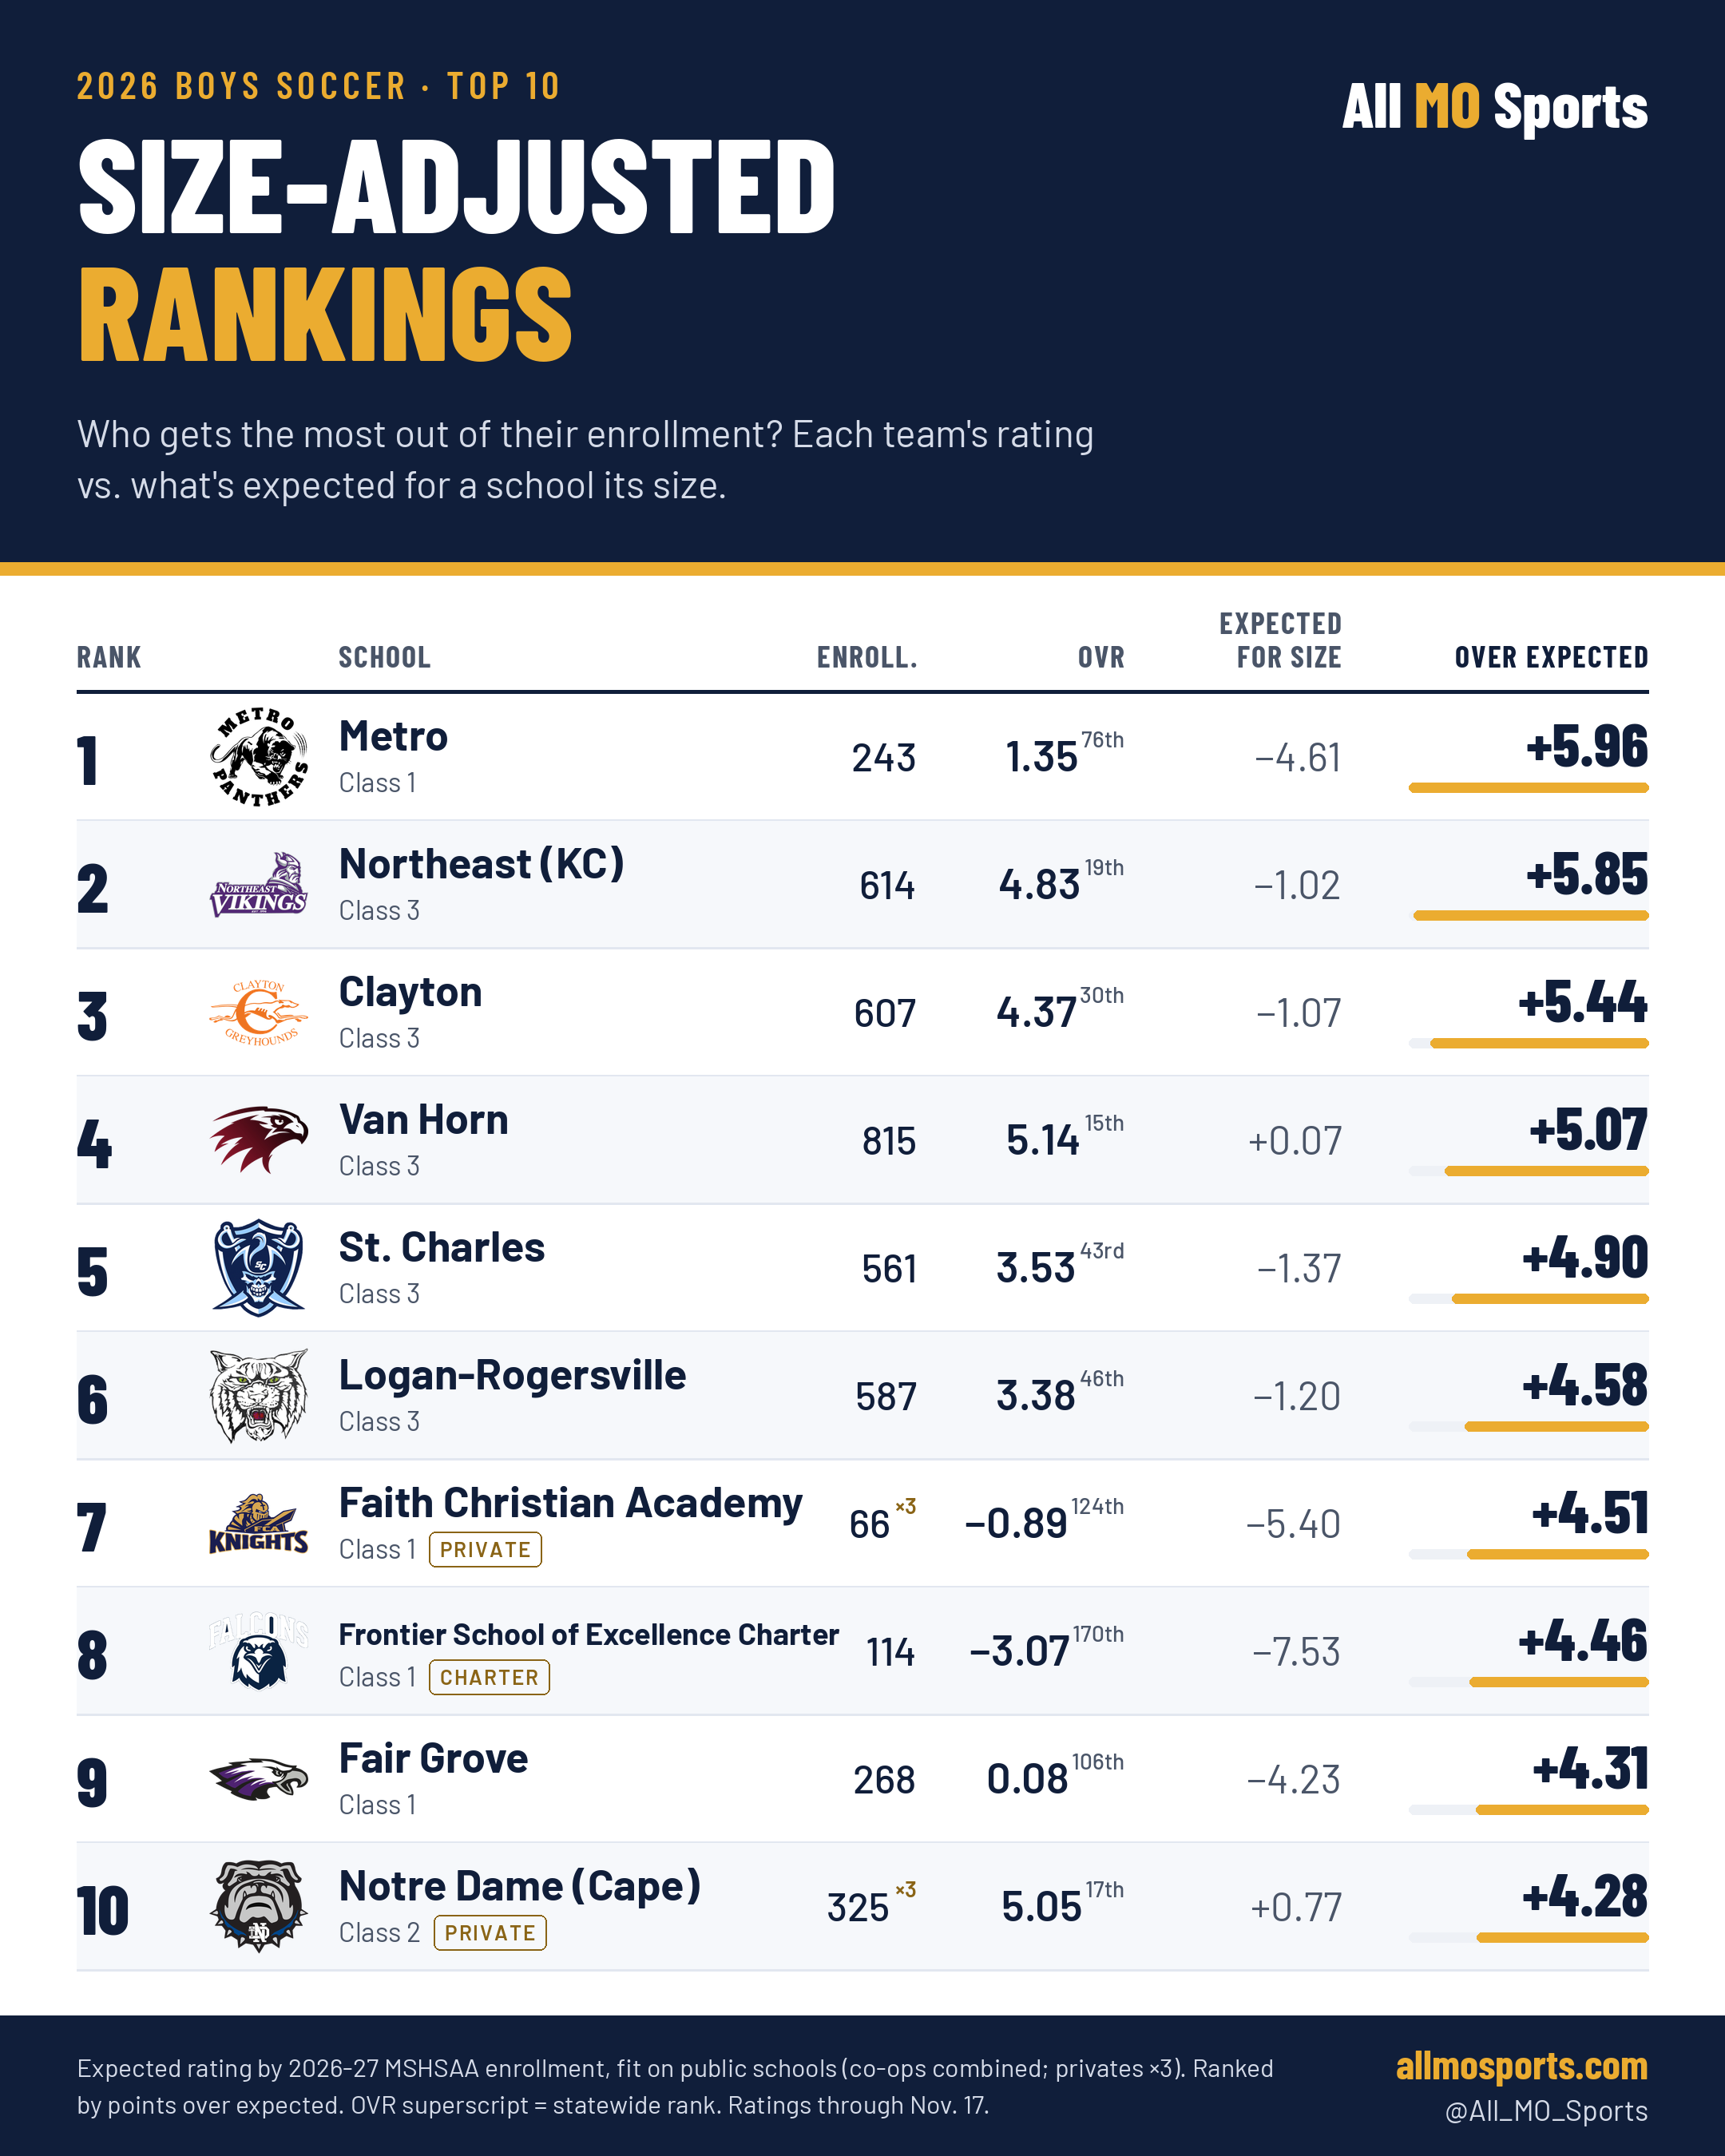 2026 BOYS SOCCER · TOP 10
All MO Sports
SIZE-ADJUSTED
RANKINGS
Who gets the most out of their enrollment? Each team's rating
vs. what's expected for a school its size.
RANK SCHOOL ENROLL. OVR EXPECTED FOR SIZE OVER EXPECTED
METRO PANTHERS
1 Metro 243 1.35 76th −4.61 +5.96
Class 1
NORTHEAST VIKINGS
2 Northeast (KC) 614 4.83 19th −1.02 +5.85
Class 3
CLAYTON C GREYHOUNDS
3 Clayton 607 4.37 30th −1.07 +5.44
Class 3
4 Van Horn 815 5.14 15th +0.07 +5.07
Class 3
SC
5 St. Charles 561 3.53 43rd −1.37 +4.90
Class 3
6 Logan-Rogersville 587 3.38 46th −1.20 +4.58
Class 3
FCA KNIGHTS
7 Faith Christian Academy 66 ×3 −0.89 124th −5.40 +4.51
Class 1 PRIVATE
FALCONS
8 Frontier School of Excellence Charter 114 −3.07 170th −7.53 +4.46
Class 1 CHARTER
9 Fair Grove 268 0.08 106th −4.23 +4.31
Class 1
10 Notre Dame (Cape) 325 ×3 5.05 17th +0.77 +4.28
Class 2 PRIVATE
Expected rating by 2026-27 MSHSAA enrollment, fit on public schools (co-ops combined; privates ×3). Ranked
by points over expected. OVR superscript = statewide rank. Ratings through Nov. 17.
allmosports.com
@All_MO_Sports